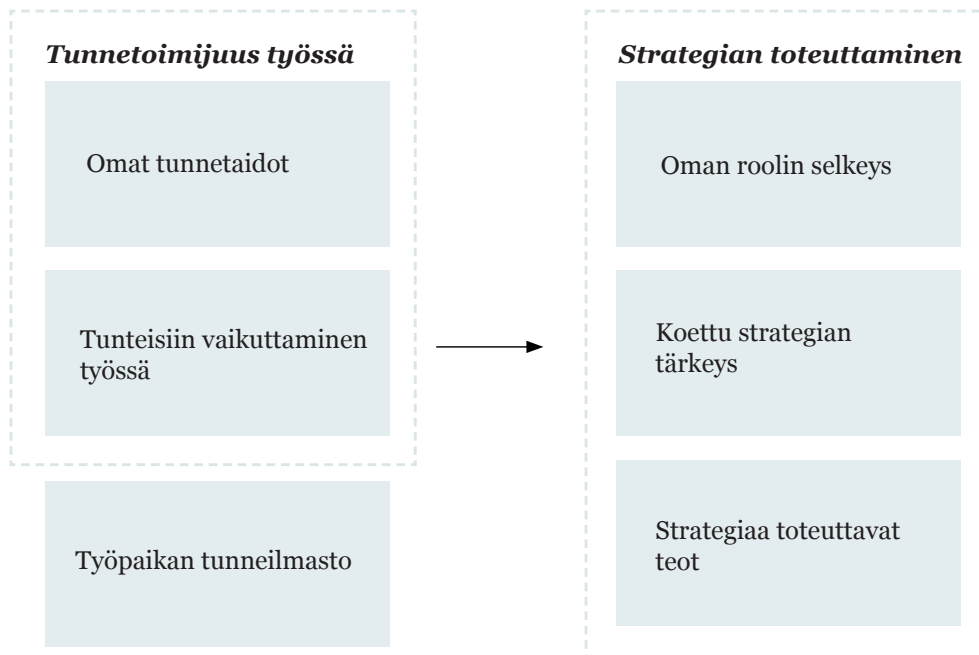 Tunnetoimijuus työssä
Omat tunnetaidot
Tunteisiin vaikuttaminen
työssä
Työpaikan tunneilmasto
Strategian toteuttaminen
Oman roolin selkeys
Koettu strategian
tärkeys
Strategiaa toteuttavat
teot